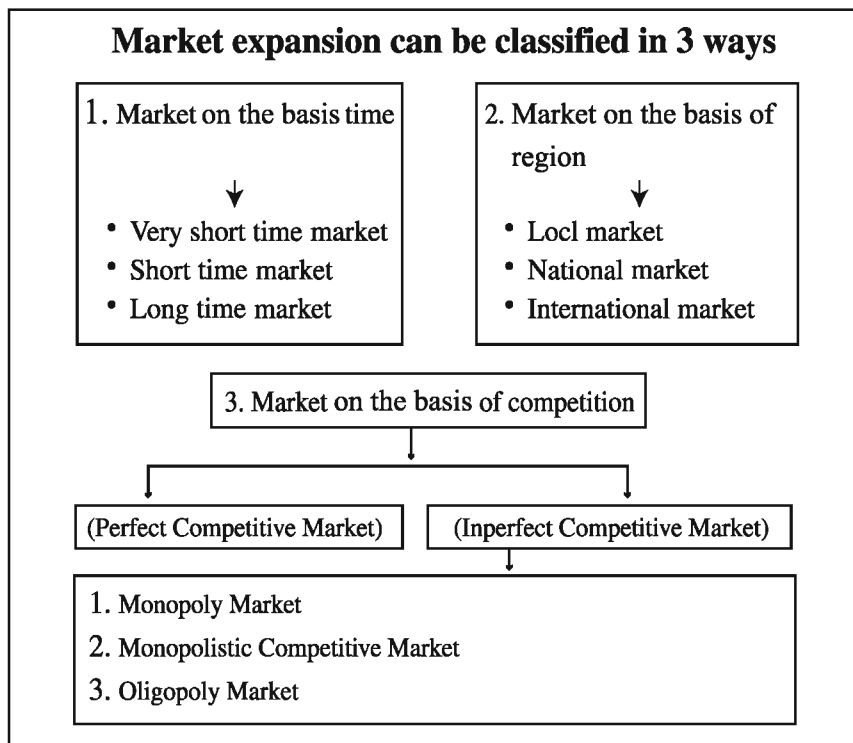 Market expansion can be classified in 3 ways
1. Market on the basis time
• Very short time market
• Short time market
• Long time market
2. Market on the basis of
region
• Locl market
• National market
• International market
3. Market on the basis of competition
(Perfect Competitive Market)
(Inperfect Competitive Market)
1. Monopoly Market
2. Monopolistic Competitive Market
3. Oligopoly Market